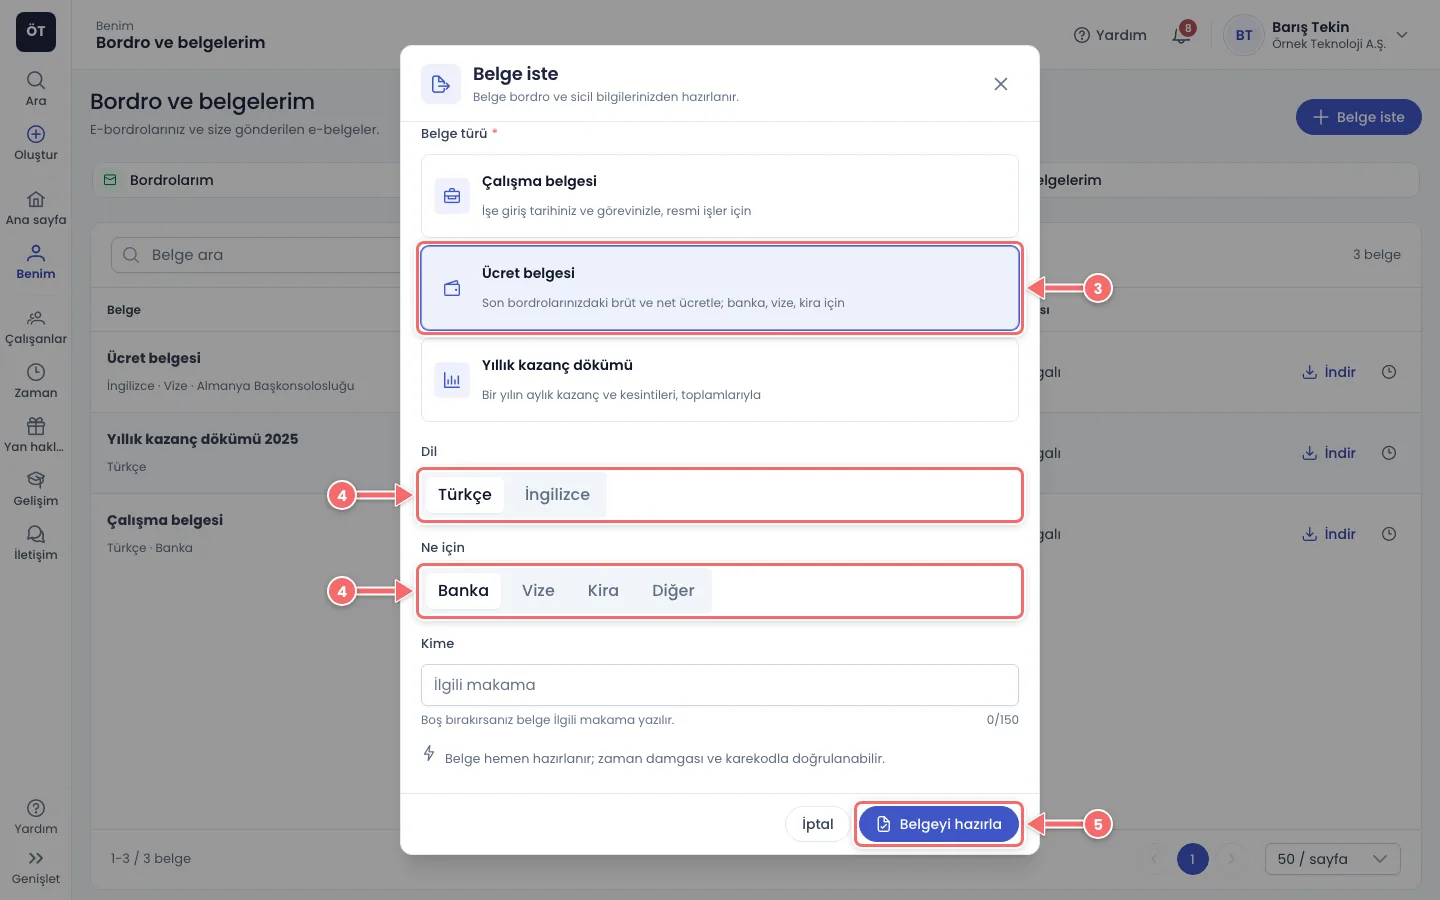 ÖT
Benim
Bordro ve belgelerim
Yardım
8
BT
Barış Tekin
Örnek Teknoloji A.Ş.
Ara
Oluştur
Ana sayfa
Benim
Çalışanlar
Zaman
Yan hakl...
Gelişim
İletişim
Yardım
Genişlet
Bordro ve belgelerim
E-bordrolarınız ve size gönderilen e-belgeler.
Belge iste
Bordrolarım
elgelerim
Belge ara
3 belge
Belge
sı
Ücret belgesi
İngilizce · Vize · Almanya Başkonsolosluğu
galı
İndir
Yıllık kazanç dökümü 2025
Türkçe
galı
İndir
Çalışma belgesi
Türkçe · Banka
galı
İndir
1-3 / 3 belge
1
50 / sayfa
Belge iste
Belge bordro ve sicil bilgilerinizden hazırlanır.
Belge türü *
Çalışma belgesi
İşe giriş tarihiniz ve görevinizle, resmi işler için
Ücret belgesi
Son bordrolarınızdaki brüt ve net ücretle; banka, vize, kira için
3
Yıllık kazanç dökümü
Bir yılın aylık kazanç ve kesintileri, toplamlarıyla
Dil
4
Türkçe İngilizce
Ne için
4
Banka Vize Kira Diğer
Kime
İlgili makama
Boş bırakırsanız belge İlgili makama yazılır.
0/150
Belge hemen hazırlanır; zaman damgası ve karekodla doğrulanabilir.
İptal
Belgeyi hazırla
5